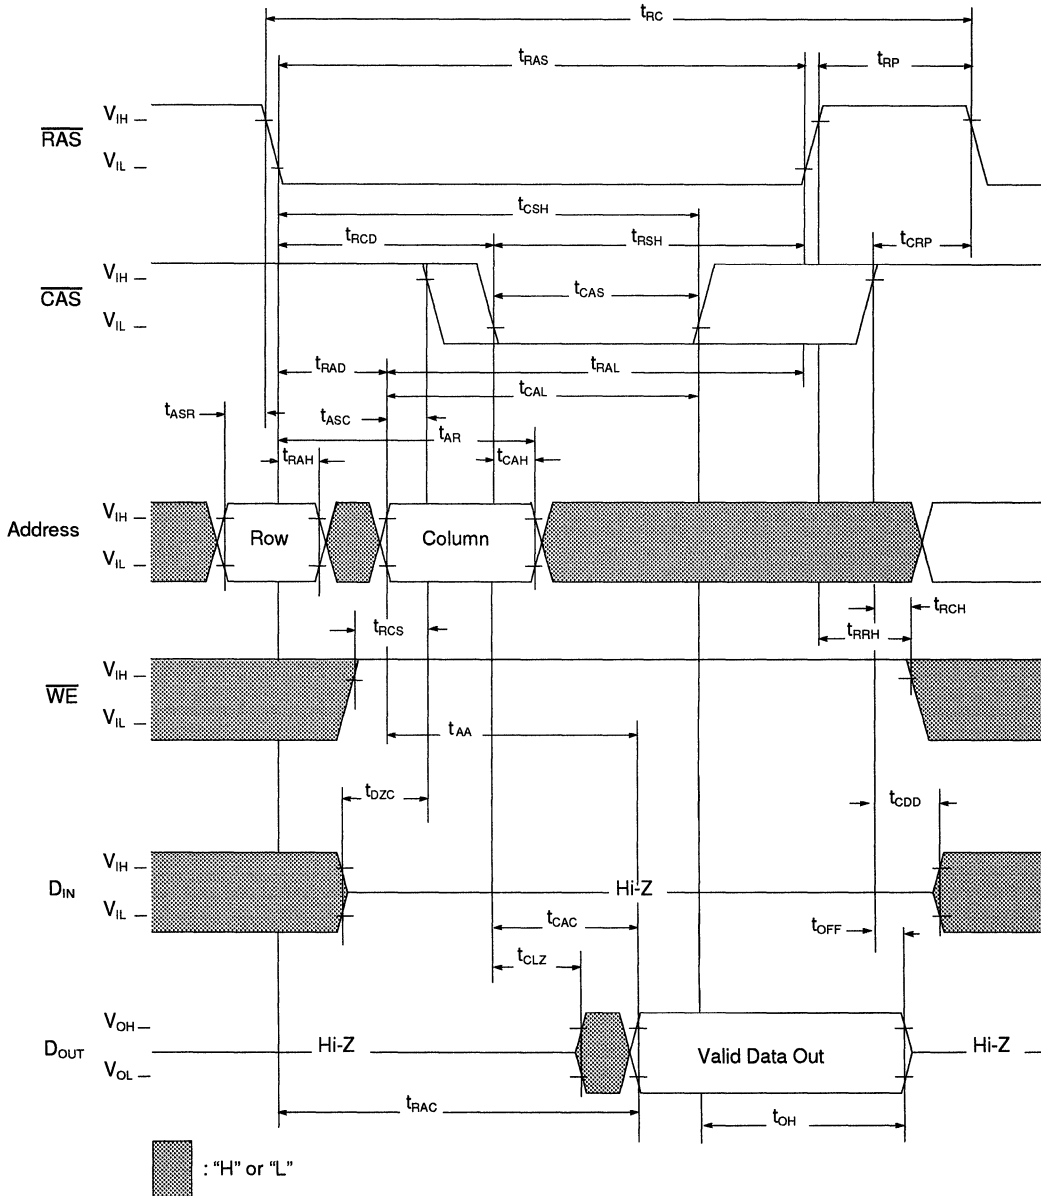 tRC
tRAS tRP
RAS VIH
VIL
tCSH
tRCD tRSH tCRP
CAS VIH
tCAS
VIL
tRAD tRAL
tCAL
tASR tASC
tAR
tRAH tCAH
Address VIH
Row Column
VIL
tRCH
tRCS tRRH
WE VIH
VIL
tAA
tDZC tCDD
DIN VIH
Hi-Z
VIL
tCAC tOFF
tCLZ
DOUT VOH
Hi-Z Valid Data Out Hi-Z
VOL
tRAC tOH
: “H” or “L”